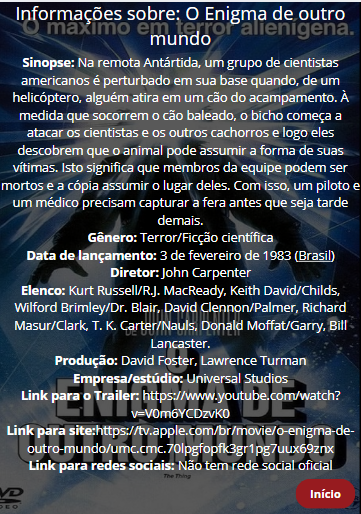 O máximo em terror alienígena.
Informações sobre: O Enigma de outro
mundo
Sinopse: Na remota Antártida, um grupo de cientistas
americanos é perturbado em sua base quando, de um
helicóptero, alguém atira em um cão do acampamento. À
medida que socorrem o cão baleado, o bicho começa a
atacar os cientistas e os outros cachorros e logo eles
descobrem que o animal pode assumir a forma de suas
vítimas. Isto significa que membros da equipe podem ser
mortos e a cópia assumir o lugar deles. Com isso, um piloto e
um médico precisam capturar a fera antes que seja tarde
demais.
Gênero: Terror/Ficção científica
Data de lançamento: 3 de fevereiro de 1983 (Brasil)
Diretor: John Carpenter
Elenco: Kurt Russell/R.J. MacReady, Keith David/Childs,
Wilford Brimley/Dr. Blair, David Clennon/Palmer, Richard
Masur/Clark, T. K. Carter/Nauls, Donald Moffat/Garry, Bill
Lancaster.
Produção: David Foster, Lawrence Turman
Empresa/estúdio: Universal Studios
Link para o Trailer: https://www.youtube.com/watch?
v=V0m6YCDzvK0
Link para site:https://tv.apple.com/br/movie/o-enigma-de-
outro-mundo/umc.cmc.70lpgfopfk3gr1pg7uux69znx
Link para redes sociais: Não tem rede social oficial
O
ENIGMA DE
OUTRO MUNDO
The Thing
DVD
Início